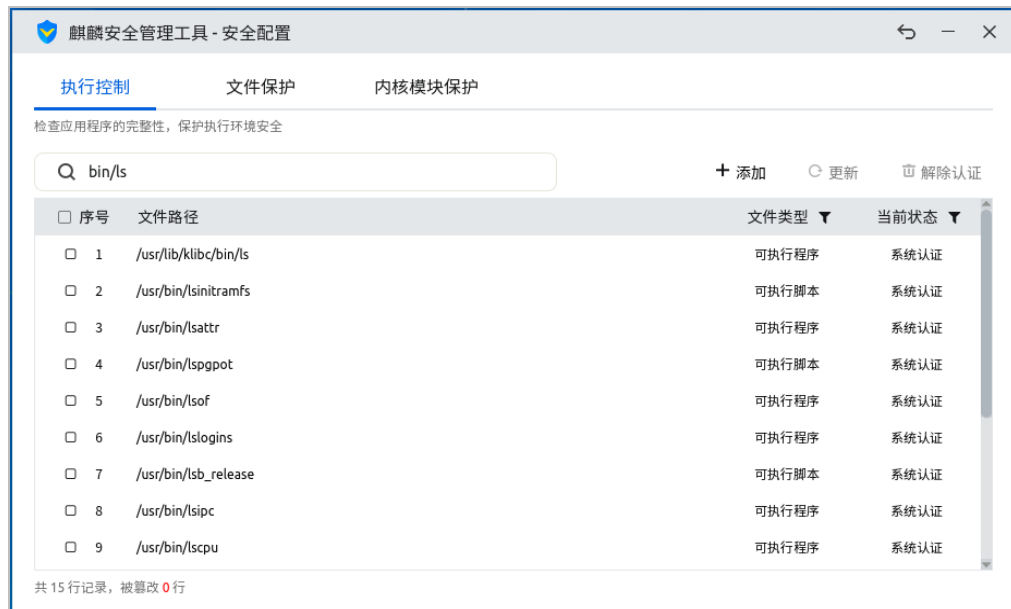 麒麟安全管理工具 - 安全配置
执行控制 文件保护 内核模块保护
检查应用程序的完整性，保护执行环境安全
bin/ls 添加 更新 解除认证
序号 文件路径 文件类型 当前状态
1 /usr/lib/klibc/bin/ls 可执行程序 系统认证
2 /usr/bin/lsinitramfs 可执行脚本 系统认证
3 /usr/bin/lsattr 可执行程序 系统认证
4 /usr/bin/lspgpot 可执行脚本 系统认证
5 /usr/bin/lsof 可执行程序 系统认证
6 /usr/bin/lslogins 可执行程序 系统认证
7 /usr/bin/lsb_release 可执行脚本 系统认证
8 /usr/bin/lsipc 可执行程序 系统认证
9 /usr/bin/lscpu 可执行程序 系统认证
共 15 行记录，被篡改 0 行